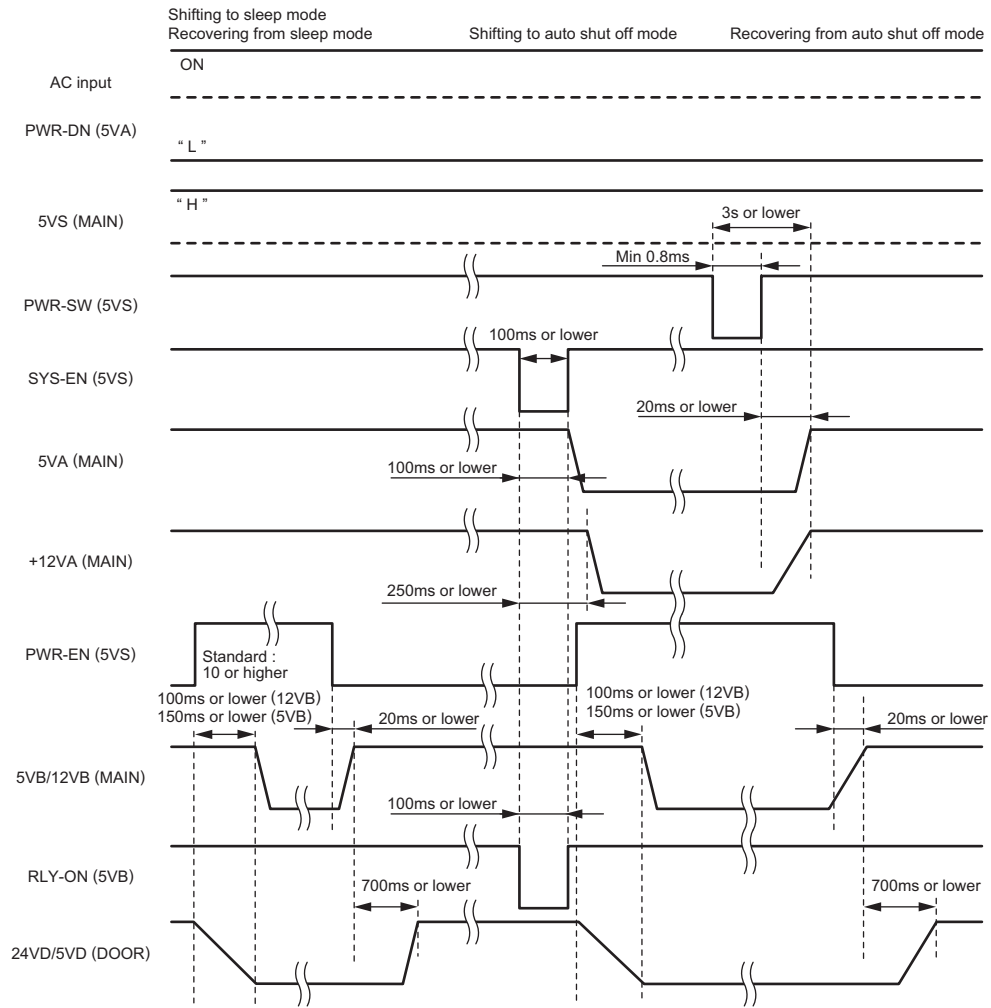 Shifting to sleep mode
Recovering from sleep mode
Shifting to auto shut off mode
Recovering from auto shut off mode
AC input
ON
PWR-DN (5VA)
“ L ”
5VS (MAIN)
“ H ”
3s or lower
Min 0.8ms
PWR-SW (5VS)
100ms or lower
SYS-EN (5VS)
20ms or lower
5VA (MAIN)
100ms or lower
+12VA (MAIN)
250ms or lower
PWR-EN (5VS)
Standard :
10 or higher
100ms or lower (12VB)
150ms or lower (5VB)
20ms or lower
100ms or lower (12VB)
150ms or lower (5VB)
20ms or lower
5VB/12VB (MAIN)
100ms or lower
RLY-ON (5VB)
700ms or lower
700ms or lower
24VD/5VD (DOOR)